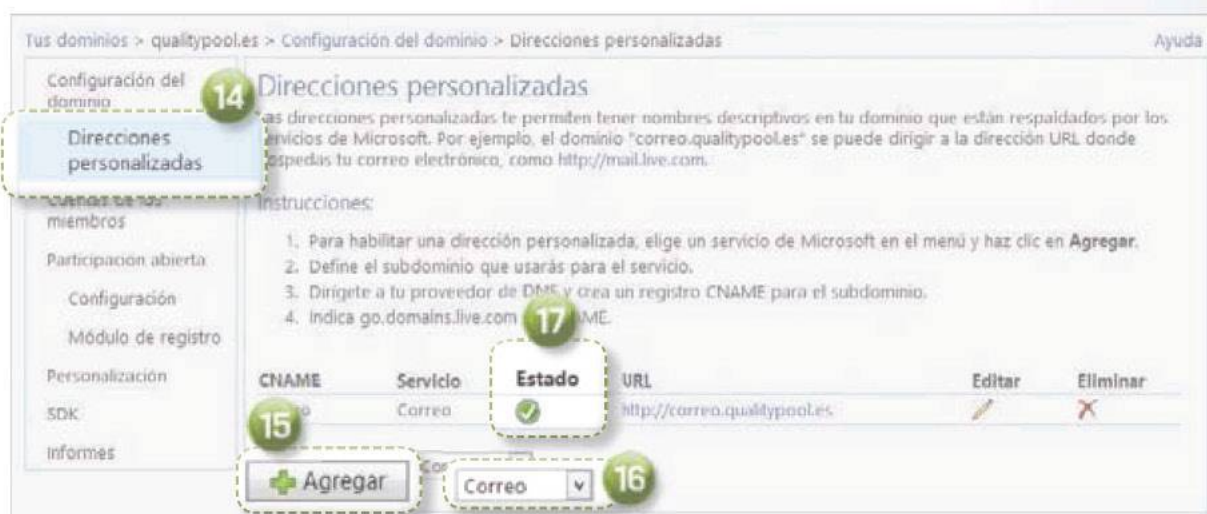 Tus dominios > qualitypool.es > Configuración del dominio > Direcciones personalizadas
Ayuda
Configuración del
dominio
14
Direcciones
personalizadas
Cuentas de los
miembros
Participación abierta
Configuración
Módulo de registro
Personalización
SDK
Informes
Direcciones personalizadas
as direcciones personalizadas te permiten tener nombres descriptivos en tu dominio que están respaldados por los
ervicios de Microsoft. Por ejemplo, el dominio "correo.qualitypool.es" se puede dirigir a la dirección URL donde
ospedas tu correo electrónico, como http://mail.live.com.
Instrucciones:
1. Para habilitar una dirección personalizada, elige un servicio de Microsoft en el menú y haz clic en Agregar.
2. Define el subdominio que usarás para el servicio.
3. Dirígete a tu proveedor de y crea un registro CNAME para el subdominio.
4. Indica go.domains.live.com ME.
17
CNAME Servicio Estado URL Editar Eliminar
Correo http://correo.qualitypool.es
15
Agregar
Correo
16